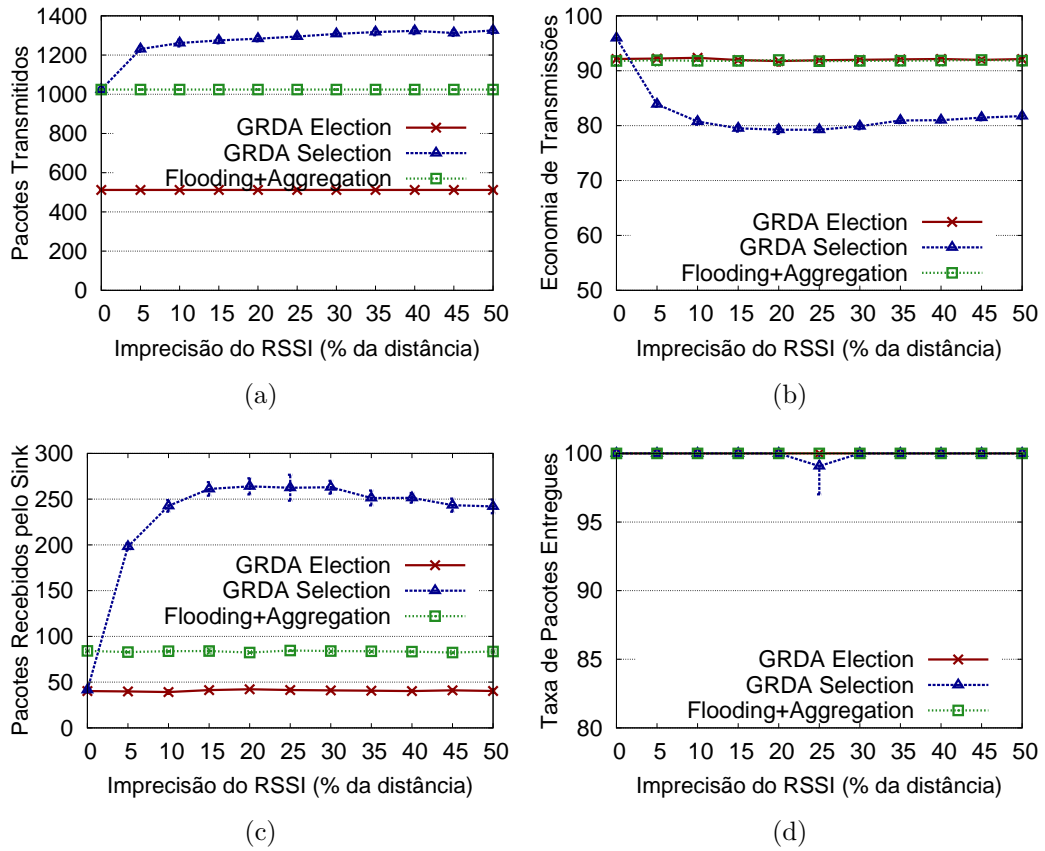 Pacotes Transmitidos
1400
1200
1000
800
600
400
200
0
GRDA Election
GRDA Selection
Flooding+Aggregation
0 5 10 15 20 25 30 35 40 45 50
Imprecisão do RSSI (% da distância)
(a)
Economia de Transmissões
100
90
80
70
60
50
GRDA Election
GRDA Selection
Flooding+Aggregation
0 5 10 15 20 25 30 35 40 45 50
Imprecisão do RSSI (% da distância)
(b)
Pacotes Recebidos pelo Sink
300
250
200
150
100
50
0
GRDA Election
GRDA Selection
Flooding+Aggregation
0 5 10 15 20 25 30 35 40 45 50
Imprecisão do RSSI (% da distância)
(c)
Taxa de Pacotes Entregues
100
95
90
85
80
GRDA Election
GRDA Selection
Flooding+Aggregation
0 5 10 15 20 25 30 35 40 45 50
Imprecisão do RSSI (% da distância)
(d)